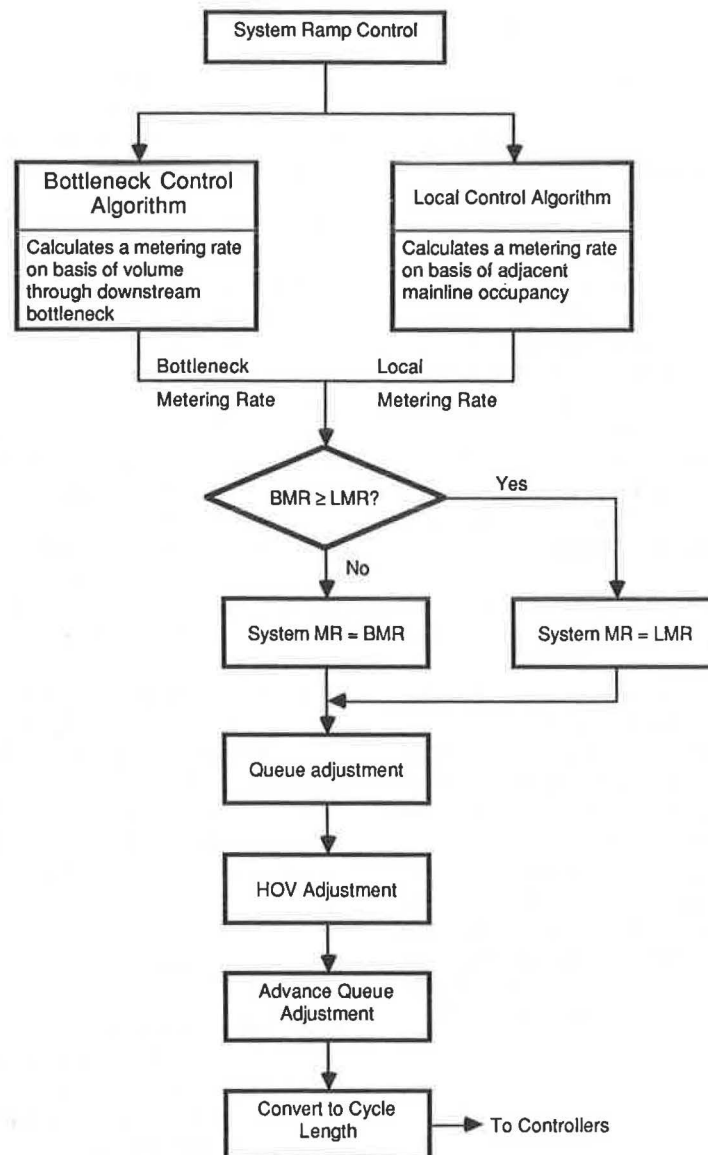 System Ramp Control
Bottleneck Control
Algorithm
Calculates a metering rate
on basis of volume
through downstream
bottleneck
Local Control Algorithm
Calculates a metering rate
on basis of adjacent
mainline occupancy
Bottleneck
Metering Rate
Local
Metering Rate
BMR ≥ LMR?
Yes
No
System MR = BMR
System MR = LMR
Queue adjustment
HOV Adjustment
Advance Queue
Adjustment
Convert to Cycle
Length
To Controllers